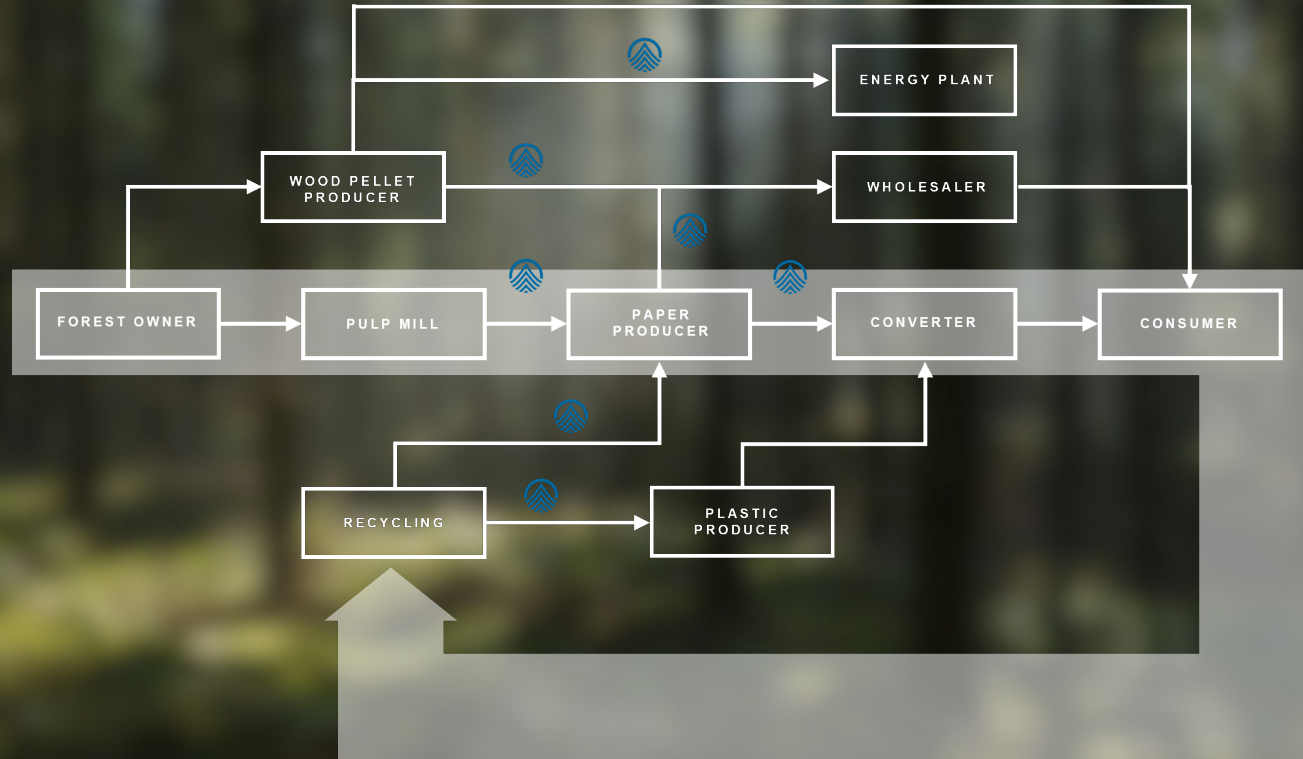 ENERGY PLANT
WOOD PELLET
PRODUCER
WHOLESALER
FOREST OWNER
PULP MILL
PAPER
PRODUCER
CONVERTER
CONSUMER
RECYCLING
PLASTIC
PRODUCER